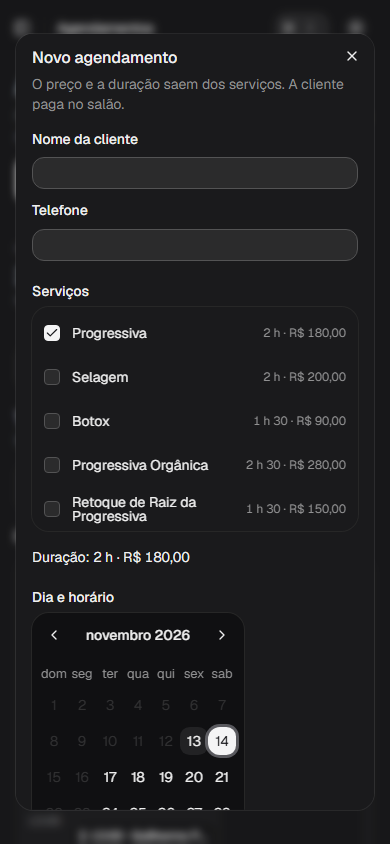 Agendamentos
Novo agendamento
O preço e a duração saem dos serviços. A cliente
paga no salão.
Nome da cliente
Telefone
Serviços
Progressiva 2 h · R$ 180,00
Selagem 2 h · R$ 200,00
Botox 1 h 30 · R$ 90,00
Progressiva Orgânica 2 h 30 · R$ 280,00
Retoque de Raiz da
Progressiva 1 h 30 · R$ 150,00
Duração: 2 h · R$ 180,00
Dia e horário
novembro 2026
dom seg ter qua qui sex sab
1 2 3 4 5 6 7
8 9 10 11 12 13 14
15 16 17 18 19 20 21